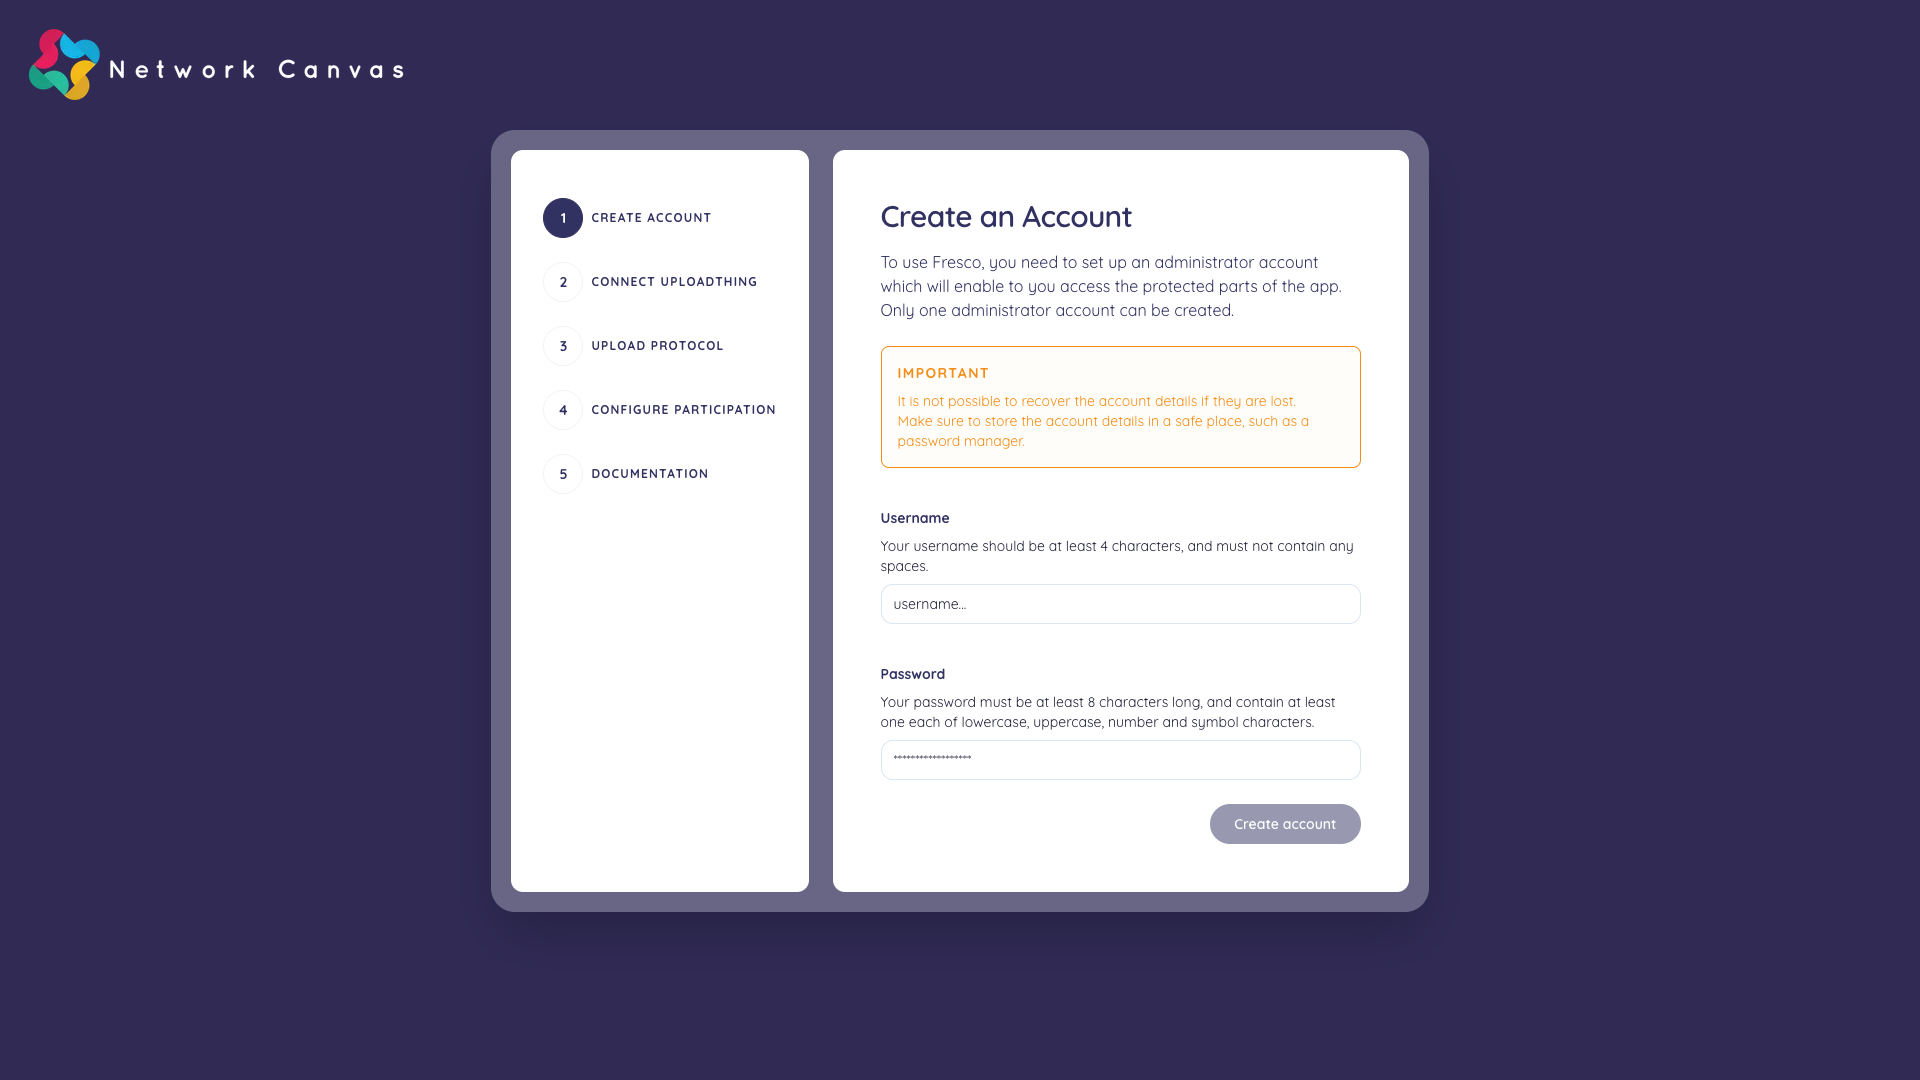 Network Canvas
1 CREATE ACCOUNT
2 CONNECT UPLOADTHING
3 UPLOAD PROTOCOL
4 CONFIGURE PARTICIPATION
5 DOCUMENTATION
Create an Account
To use Fresco, you need to set up an administrator account
which will enable to you access the protected parts of the app.
Only one administrator account can be created.
IMPORTANT
It is not possible to recover the account details if they are lost.
Make sure to store the account details in a safe place, such as a
password manager.
Username
Your username should be at least 4 characters, and must not contain any
spaces.
username...
Password
Your password must be at least 8 characters long, and contain at least
one each of lowercase, uppercase, number and symbol characters.
******************
Create account